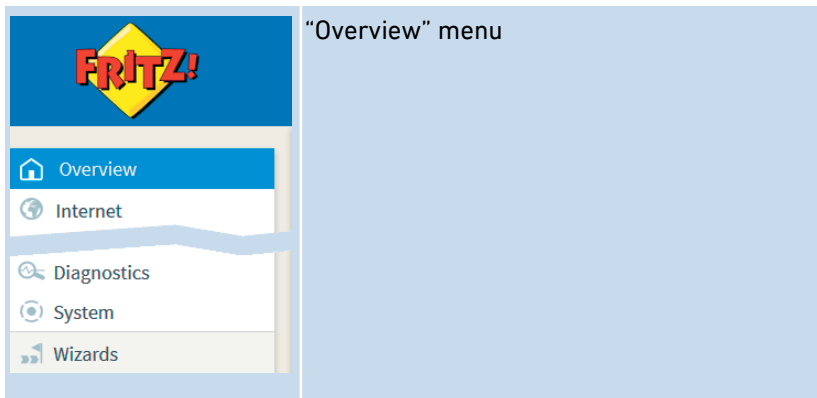 FRITZ!
“Overview” menu
Overview
Internet
Diagnostics
System
Wizards